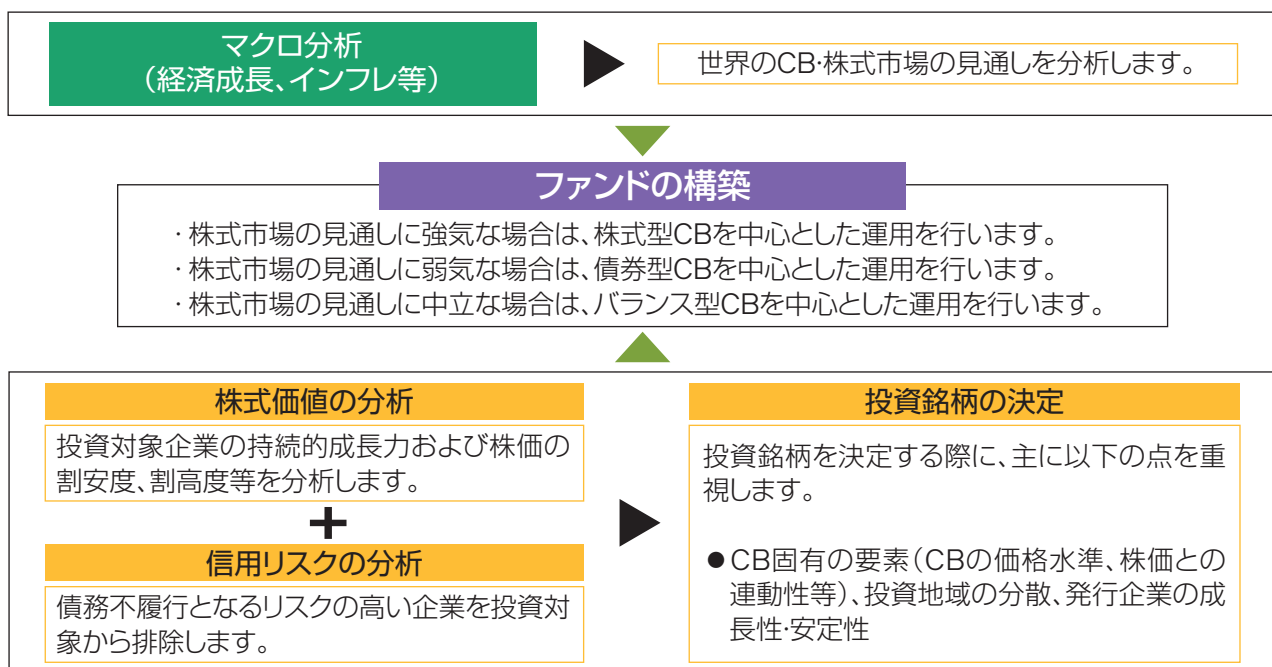 マクロ分析
（経済成長、インフレ等）
世界のCB・株式市場の見通しを分析します。
ファンドの構築
・株式市場の見通しに強気な場合は、株式型CBを中心とした運用を行います。
・株式市場の見通しに弱気な場合は、債券型CBを中心とした運用を行います。
・株式市場の見通しに中立な場合は、バランス型CBを中心とした運用を行います。
株式価値の分析
投資対象企業の持続的成長力および株価の
割安度、割高度等を分析します。
+
信用リスクの分析
債務不履行となるリスクの高い企業を投資対
象から排除します。
投資銘柄の決定
投資銘柄を決定する際に、主に以下の点を重
視します。
●CB固有の要素（CBの価格水準、株価との
連動性等）、投資地域の分散、発行企業の成
長性・安定性